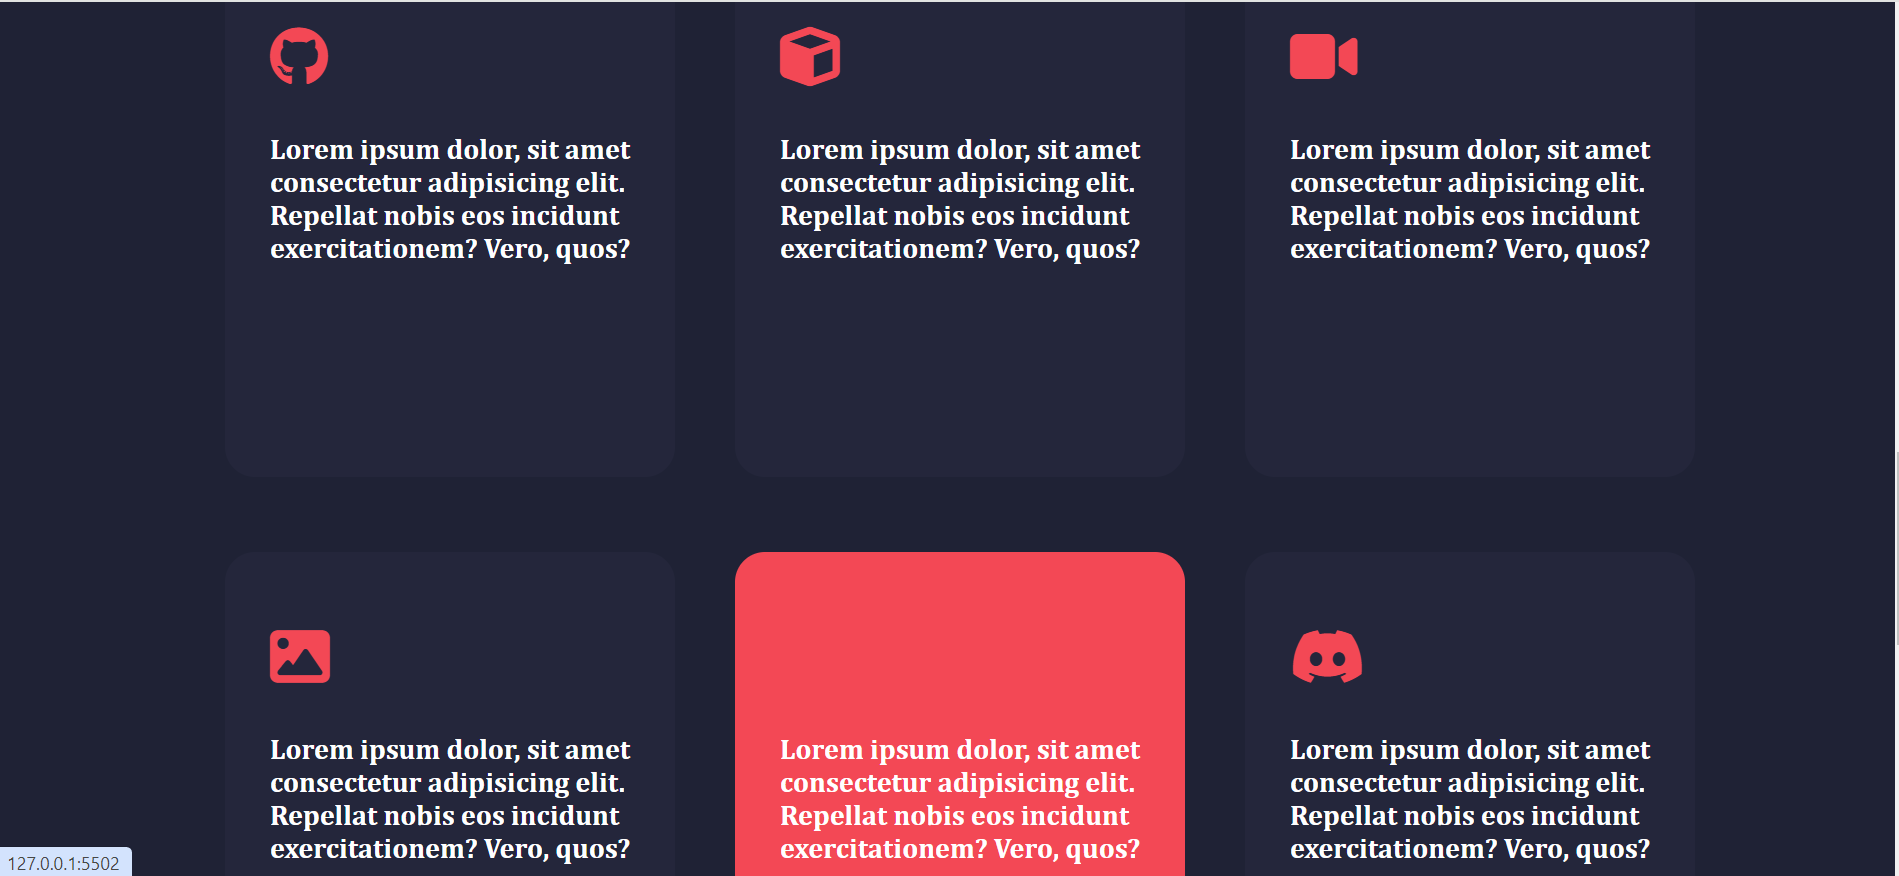 Lorem ipsum dolor, sit amet
consectetur adipisicing elit.
Repellat nobis eos incidunt
exercitationem? Vero, quos?
Lorem ipsum dolor, sit amet
consectetur adipisicing elit.
Repellat nobis eos incidunt
exercitationem? Vero, quos?
Lorem ipsum dolor, sit amet
consectetur adipisicing elit.
Repellat nobis eos incidunt
exercitationem? Vero, quos?
Lorem ipsum dolor, sit amet
consectetur adipisicing elit.
Repellat nobis eos incidunt
exercitationem? Vero, quos?
Lorem ipsum dolor, sit amet
consectetur adipisicing elit.
Repellat nobis eos incidunt
exercitationem? Vero, quos?
Lorem ipsum dolor, sit amet
consectetur adipisicing elit.
Repellat nobis eos incidunt
exercitationem? Vero, quos?
127.0.0.1:5502